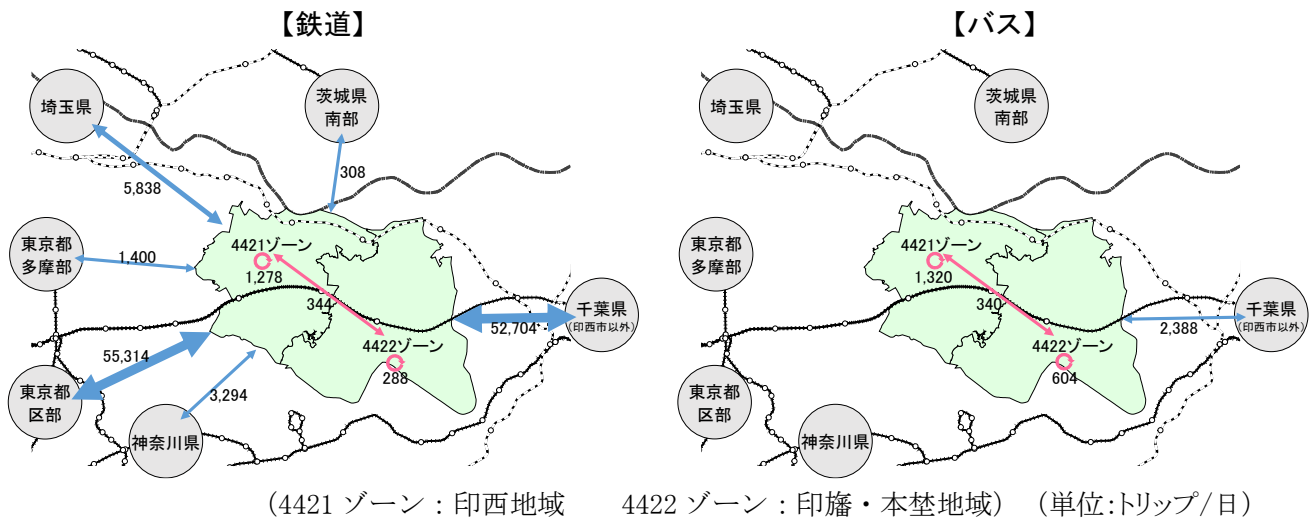 【鉄道】
埼玉県
茨城県
南部
308
5,838
東京都
多摩部
1,400
4421ゾーン
1,278
344
千葉県
(印西市以外)
52,704
4422ゾーン
288
55,314
東京都
区部
3,294
神奈川県
【バス】
埼玉県
茨城県
南部
東京都
多摩部
4421ゾーン
1,320
340
千葉県
(印西市以外)
2,388
4422ゾーン
604
東京都
区部
神奈川県
(4421 ゾーン：印西地域 4422 ゾーン：印旛・本埜地域) (単位:トリップ/日)